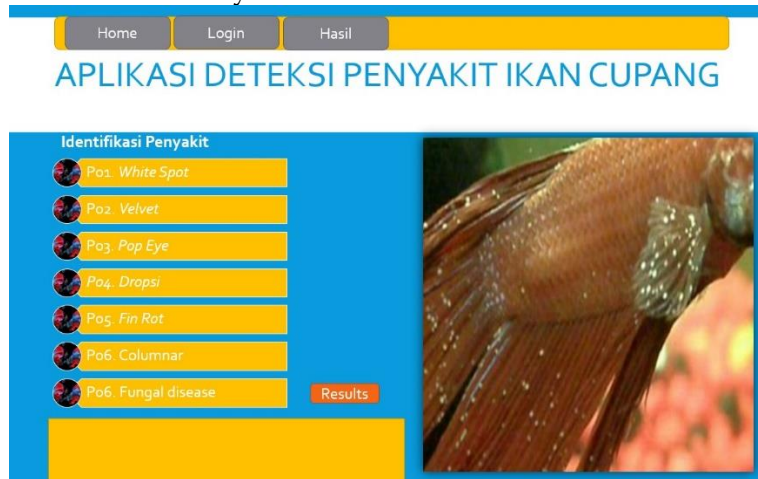 Home
Login
Hasil
APLIKASI DETEKSI PENYAKIT IKAN CUPANG
Identifikasi Penyakit
P01. White Spot
P02. Velvet
P03. Pop Eye
P04. Dropsi
P05. Fin Rot
P06. Columnar
P06. Fungal disease
Results